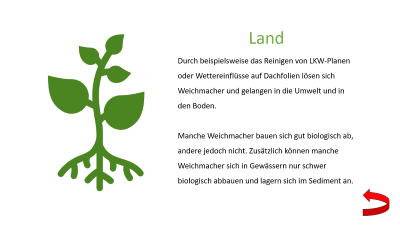 Land
Durch beispielsweise das Reinigen von LKW-Planen
oder Wettereinflüsse auf Dachfolien lösen sich
Weichmacher und gelangen in die Umwelt und in
den Boden.
Manche Weichmacher bauen sich gut biologisch ab,
andere jedoch nicht. Zusätzlich können manche
Weichmacher sich in Gewässern nur schwer
biologisch abbauen und lagern sich im Sediment an.